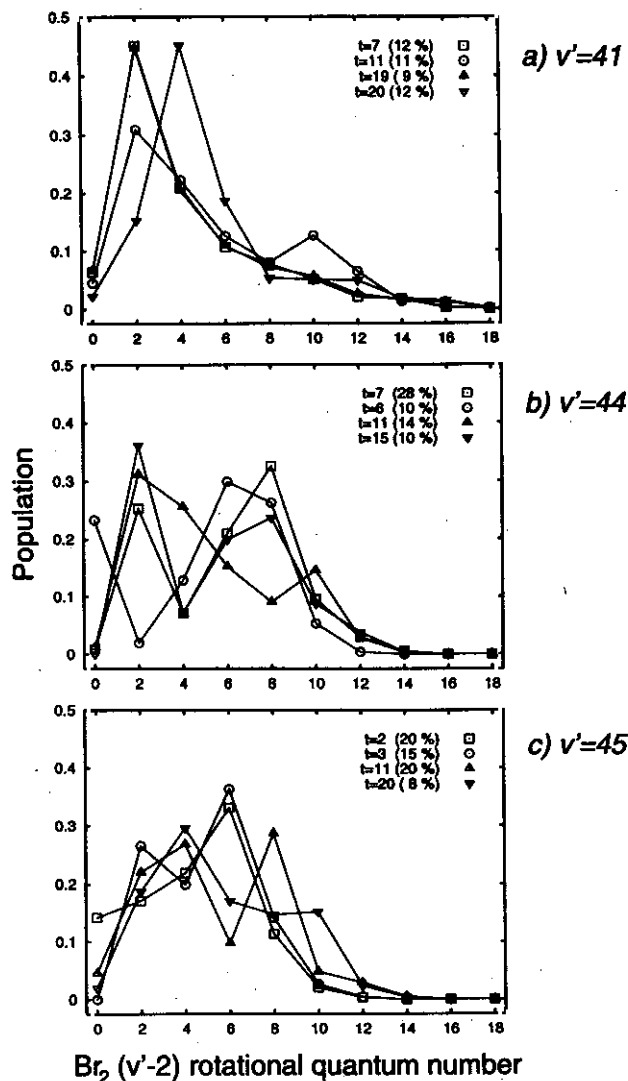 0.5
0.4
0.3
0.2
0.1
0
t=7 (12 %)
t=11 (11 %)
t=19 ( 9 %)
t=20 (12 %)
a) v'=41
0 2 4 6 8 10 12 14 16 18
0.5
0.4
0.3
0.2
0.1
0
t=7 (28 %)
t=8 (10 %)
t=11 (14 %)
t=15 (10 %)
b) v'=44
Population
0 2 4 6 8 10 12 14 16 18
0.5
0.4
0.3
0.2
0.1
0
t=2 (20 %)
t=3 (15 %)
t=11 (20 %)
t=20 ( 8 %)
c) v'=45
0 2 4 6 8 10 12 14 16 18
Br2 (v'-2) rotational quantum number